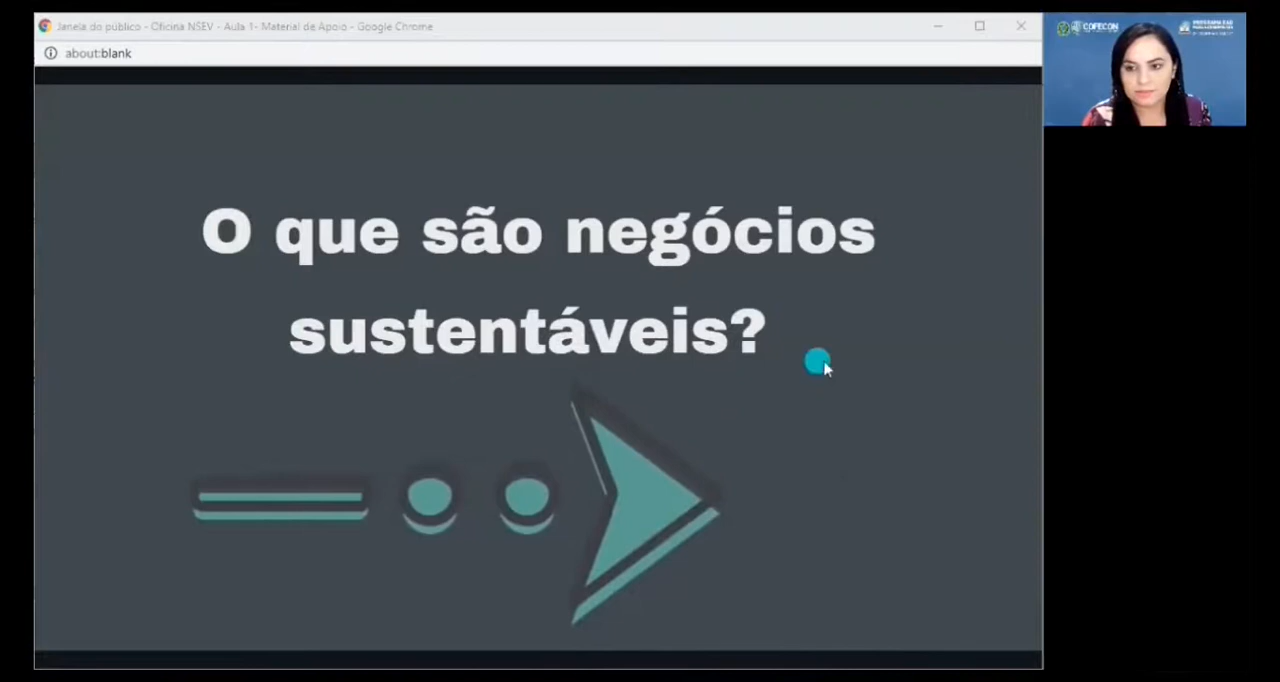 Janela do público - Oficina NSEV - Aula 1- Material de Apoio - Google Chrome
about:blank
COFECON
O que são negócios
sustentáveis?